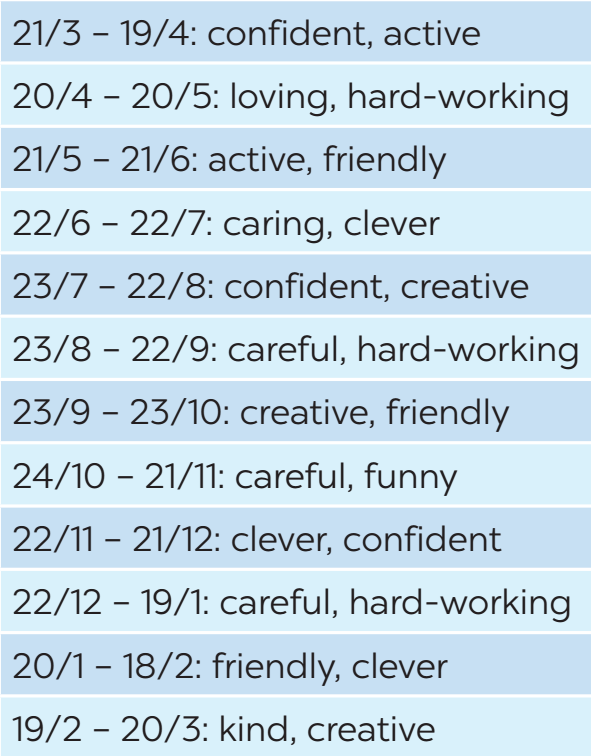 21/3 – 19/4: confident, active
20/4 – 20/5: loving, hard-working
21/5 – 21/6: active, friendly
22/6 – 22/7: caring, clever
23/7 – 22/8: confident, creative
23/8 – 22/9: careful, hard-working
23/9 – 23/10: creative, friendly
24/10 – 21/11: careful, funny
22/11 – 21/12: clever, confident
22/12 – 19/1: careful, hard-working
20/1 – 18/2: friendly, clever
19/2 – 20/3: kind, creative